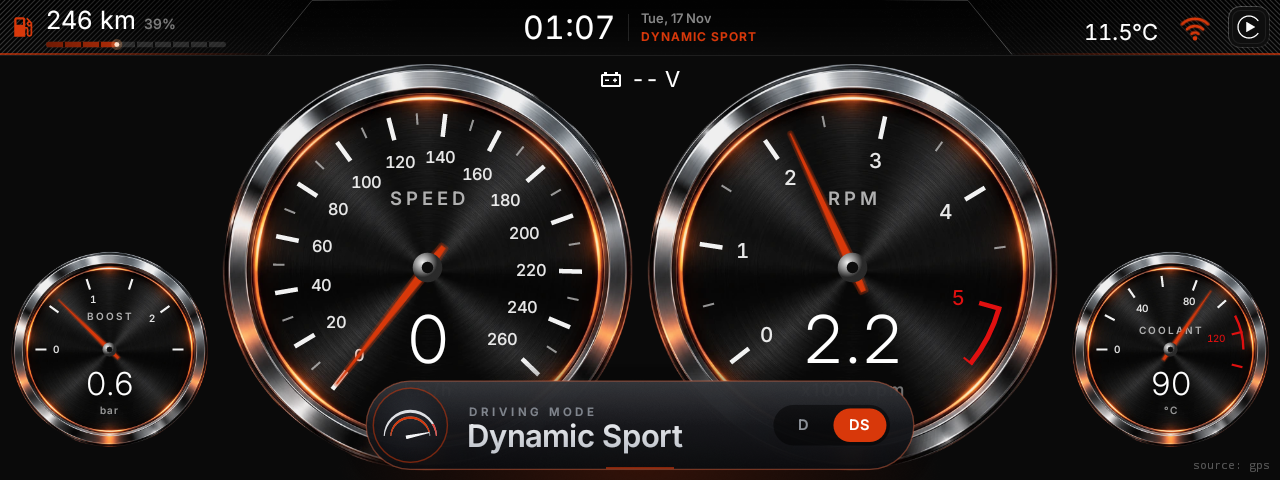 246 km 39%
01:07
Tue, 17 Nov
DYNAMIC SPORT
11.5°C
-- V
SPEED
0
20
40
60
80
100
120
140
160
180
200
220
240
260
0
RPM
0
1
2
3
4
5
2.2
BOOST
0
1
2
0.6
bar
COOLANT
0
40
80
120
90
°C
DRIVING MODE
Dynamic Sport
D
DS
source: gps